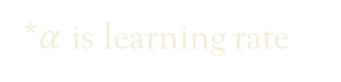 *α is learning rate